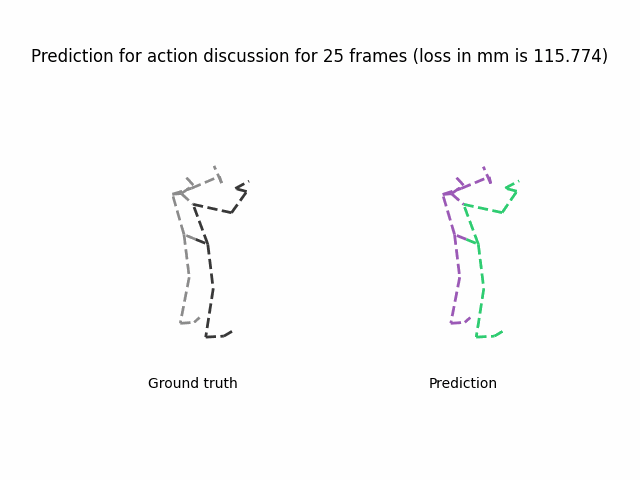 Prediction for action discussion for 25 frames (loss in mm is 115.774)
Ground truth
Prediction